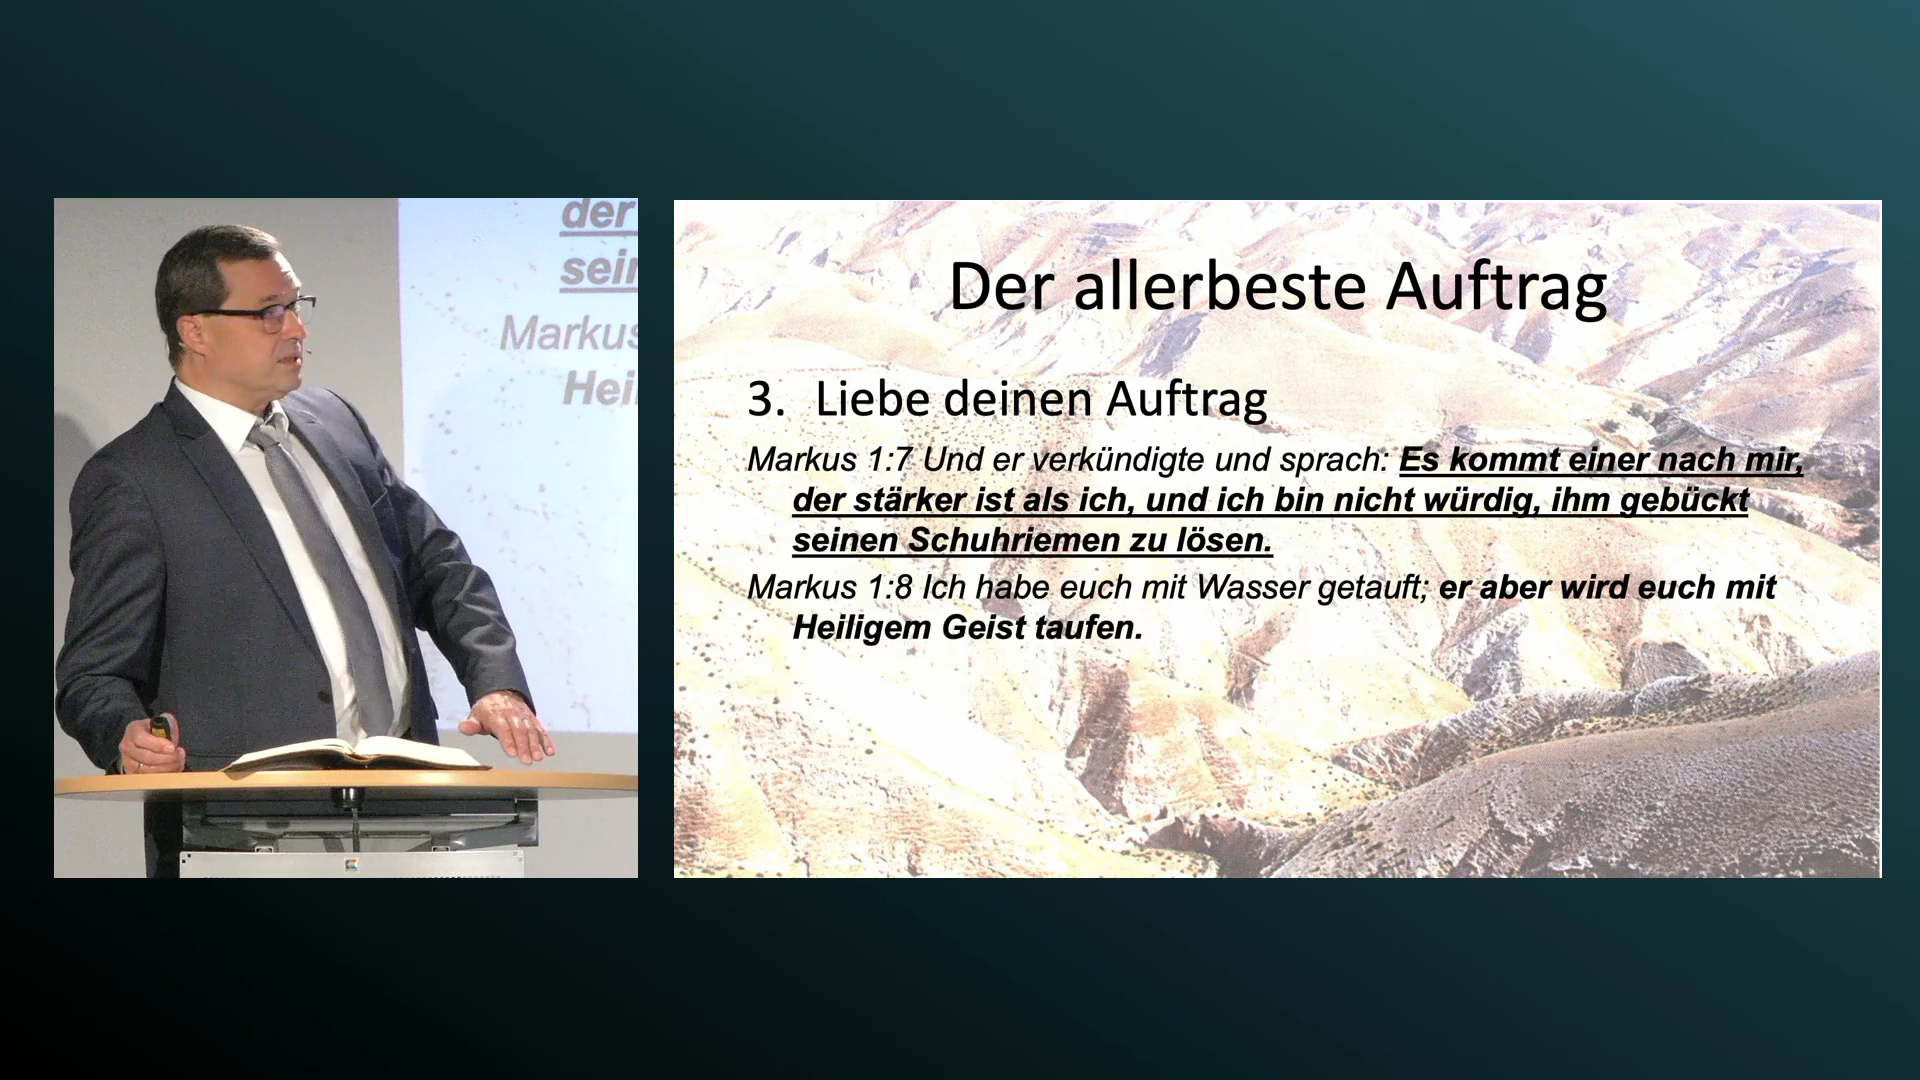 der
sein
Markus
Hei
Der allerbeste Auftrag
3. Liebe deinen Auftrag
Markus 1:7 Und er verkündigte und sprach: Es kommt einer nach mir,
der stärker ist als ich, und ich bin nicht würdig, ihm gebückt
seinen Schuhriemen zu lösen.
Markus 1:8 Ich habe euch mit Wasser getauft; er aber wird euch mit
Heiligem Geist taufen.